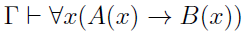 Γ ⊢ ∀x(A(x) → B(x))